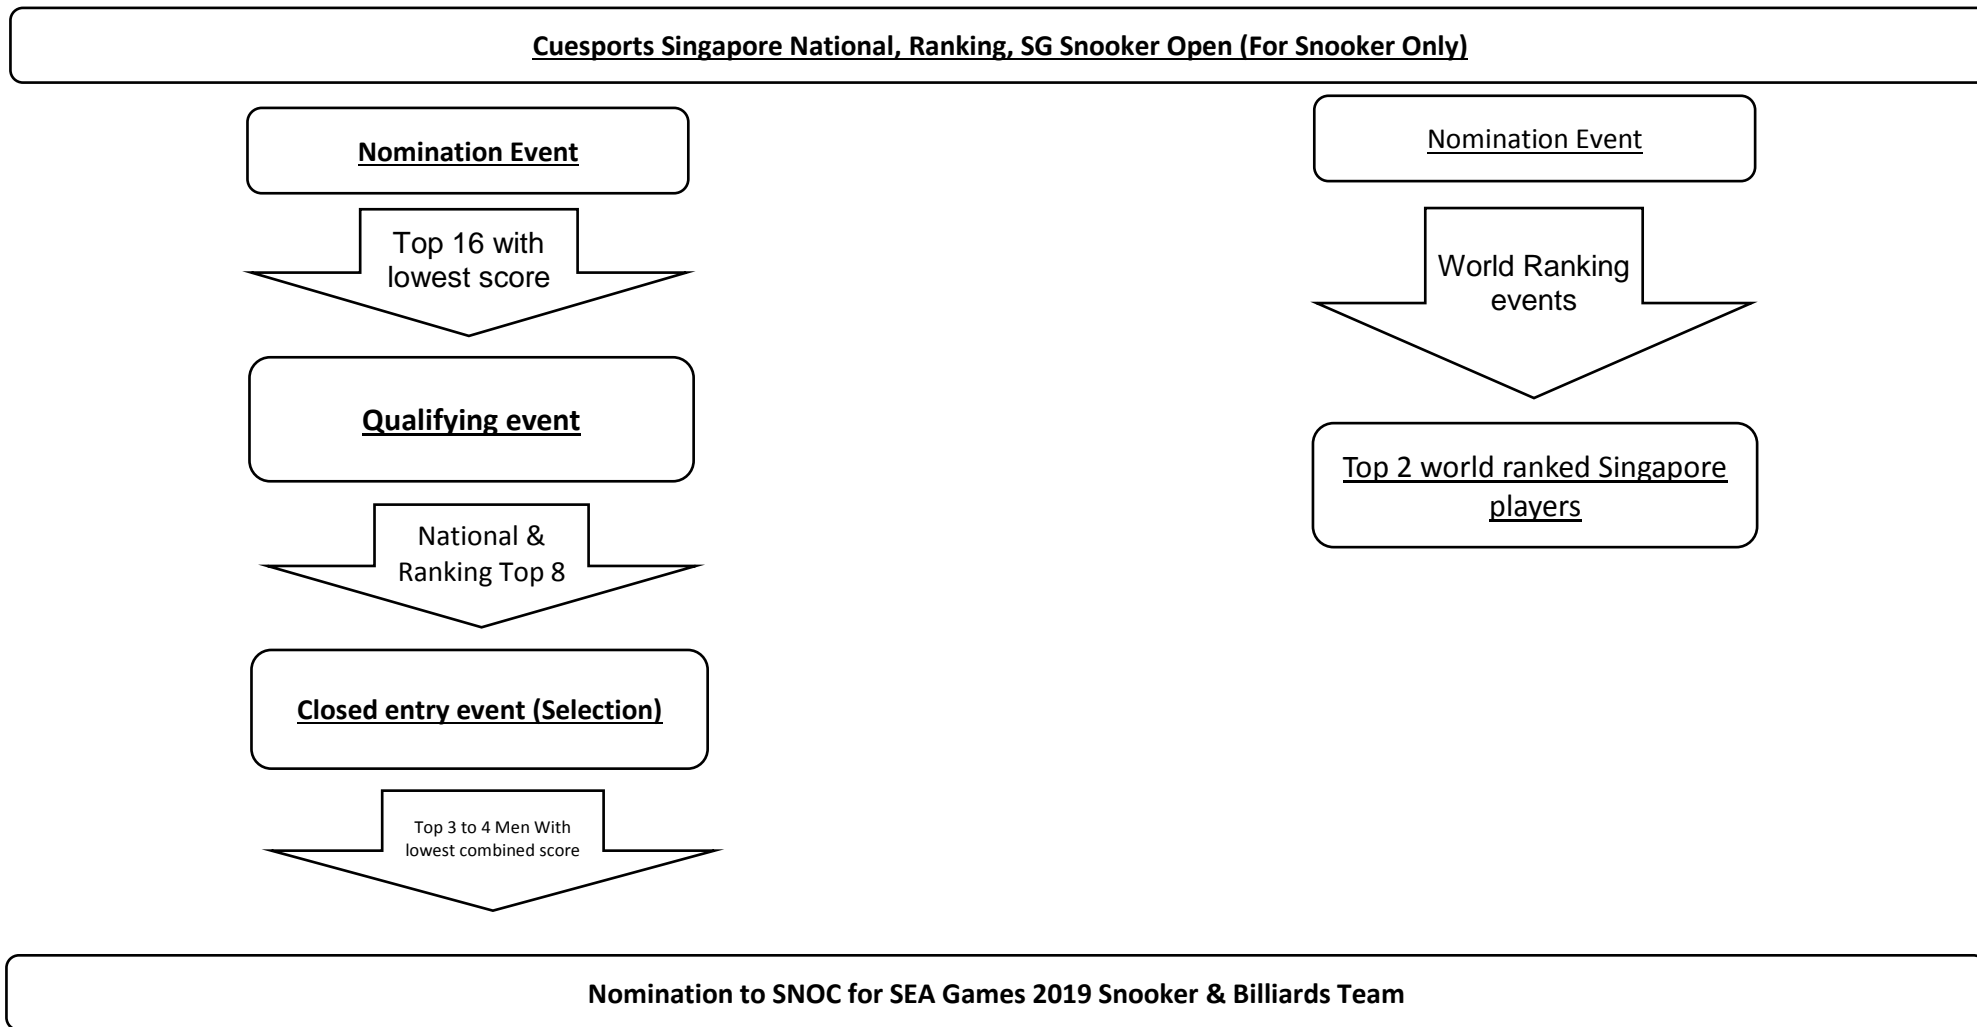 Cuesports Singapore National, Ranking, SG Snooker Open (For Snooker Only)
Nomination Event
Top 16 with
lowest score
Qualifying event
National &
Ranking Top 8
Closed entry event (Selection)
Top 3 to 4 Men With
lowest combined score
Nomination Event
World Ranking
events
Top 2 world ranked Singapore
players
Nomination to SNOC for SEA Games 2019 Snooker & Billiards Team